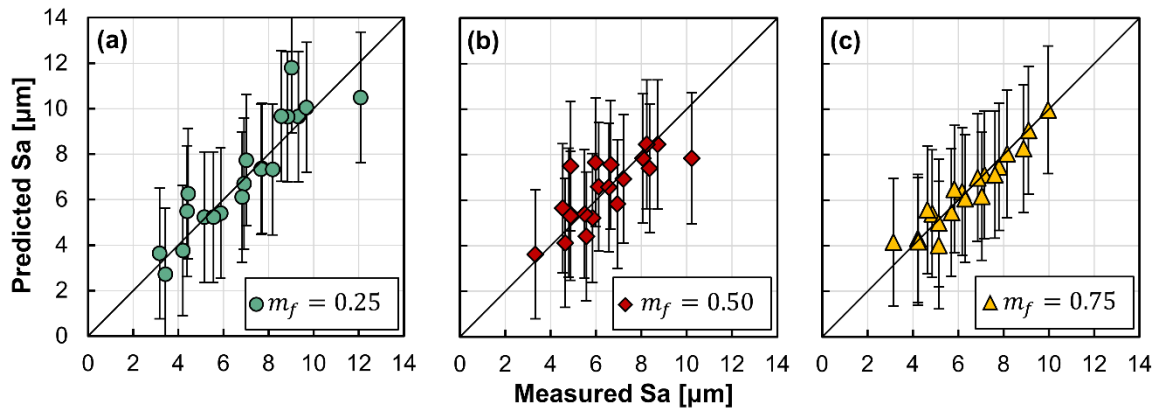 (a)
(b)
(c)
Predicted Sa [µm]
14
12
10
8
6
4
2
0
m_f = 0.25
m_f = 0.50
m_f = 0.75
0 2 4 6 8 10 12 14
0 2 4 6 8 10 12 14
0 2 4 6 8 10 12 14
Measured Sa [µm]